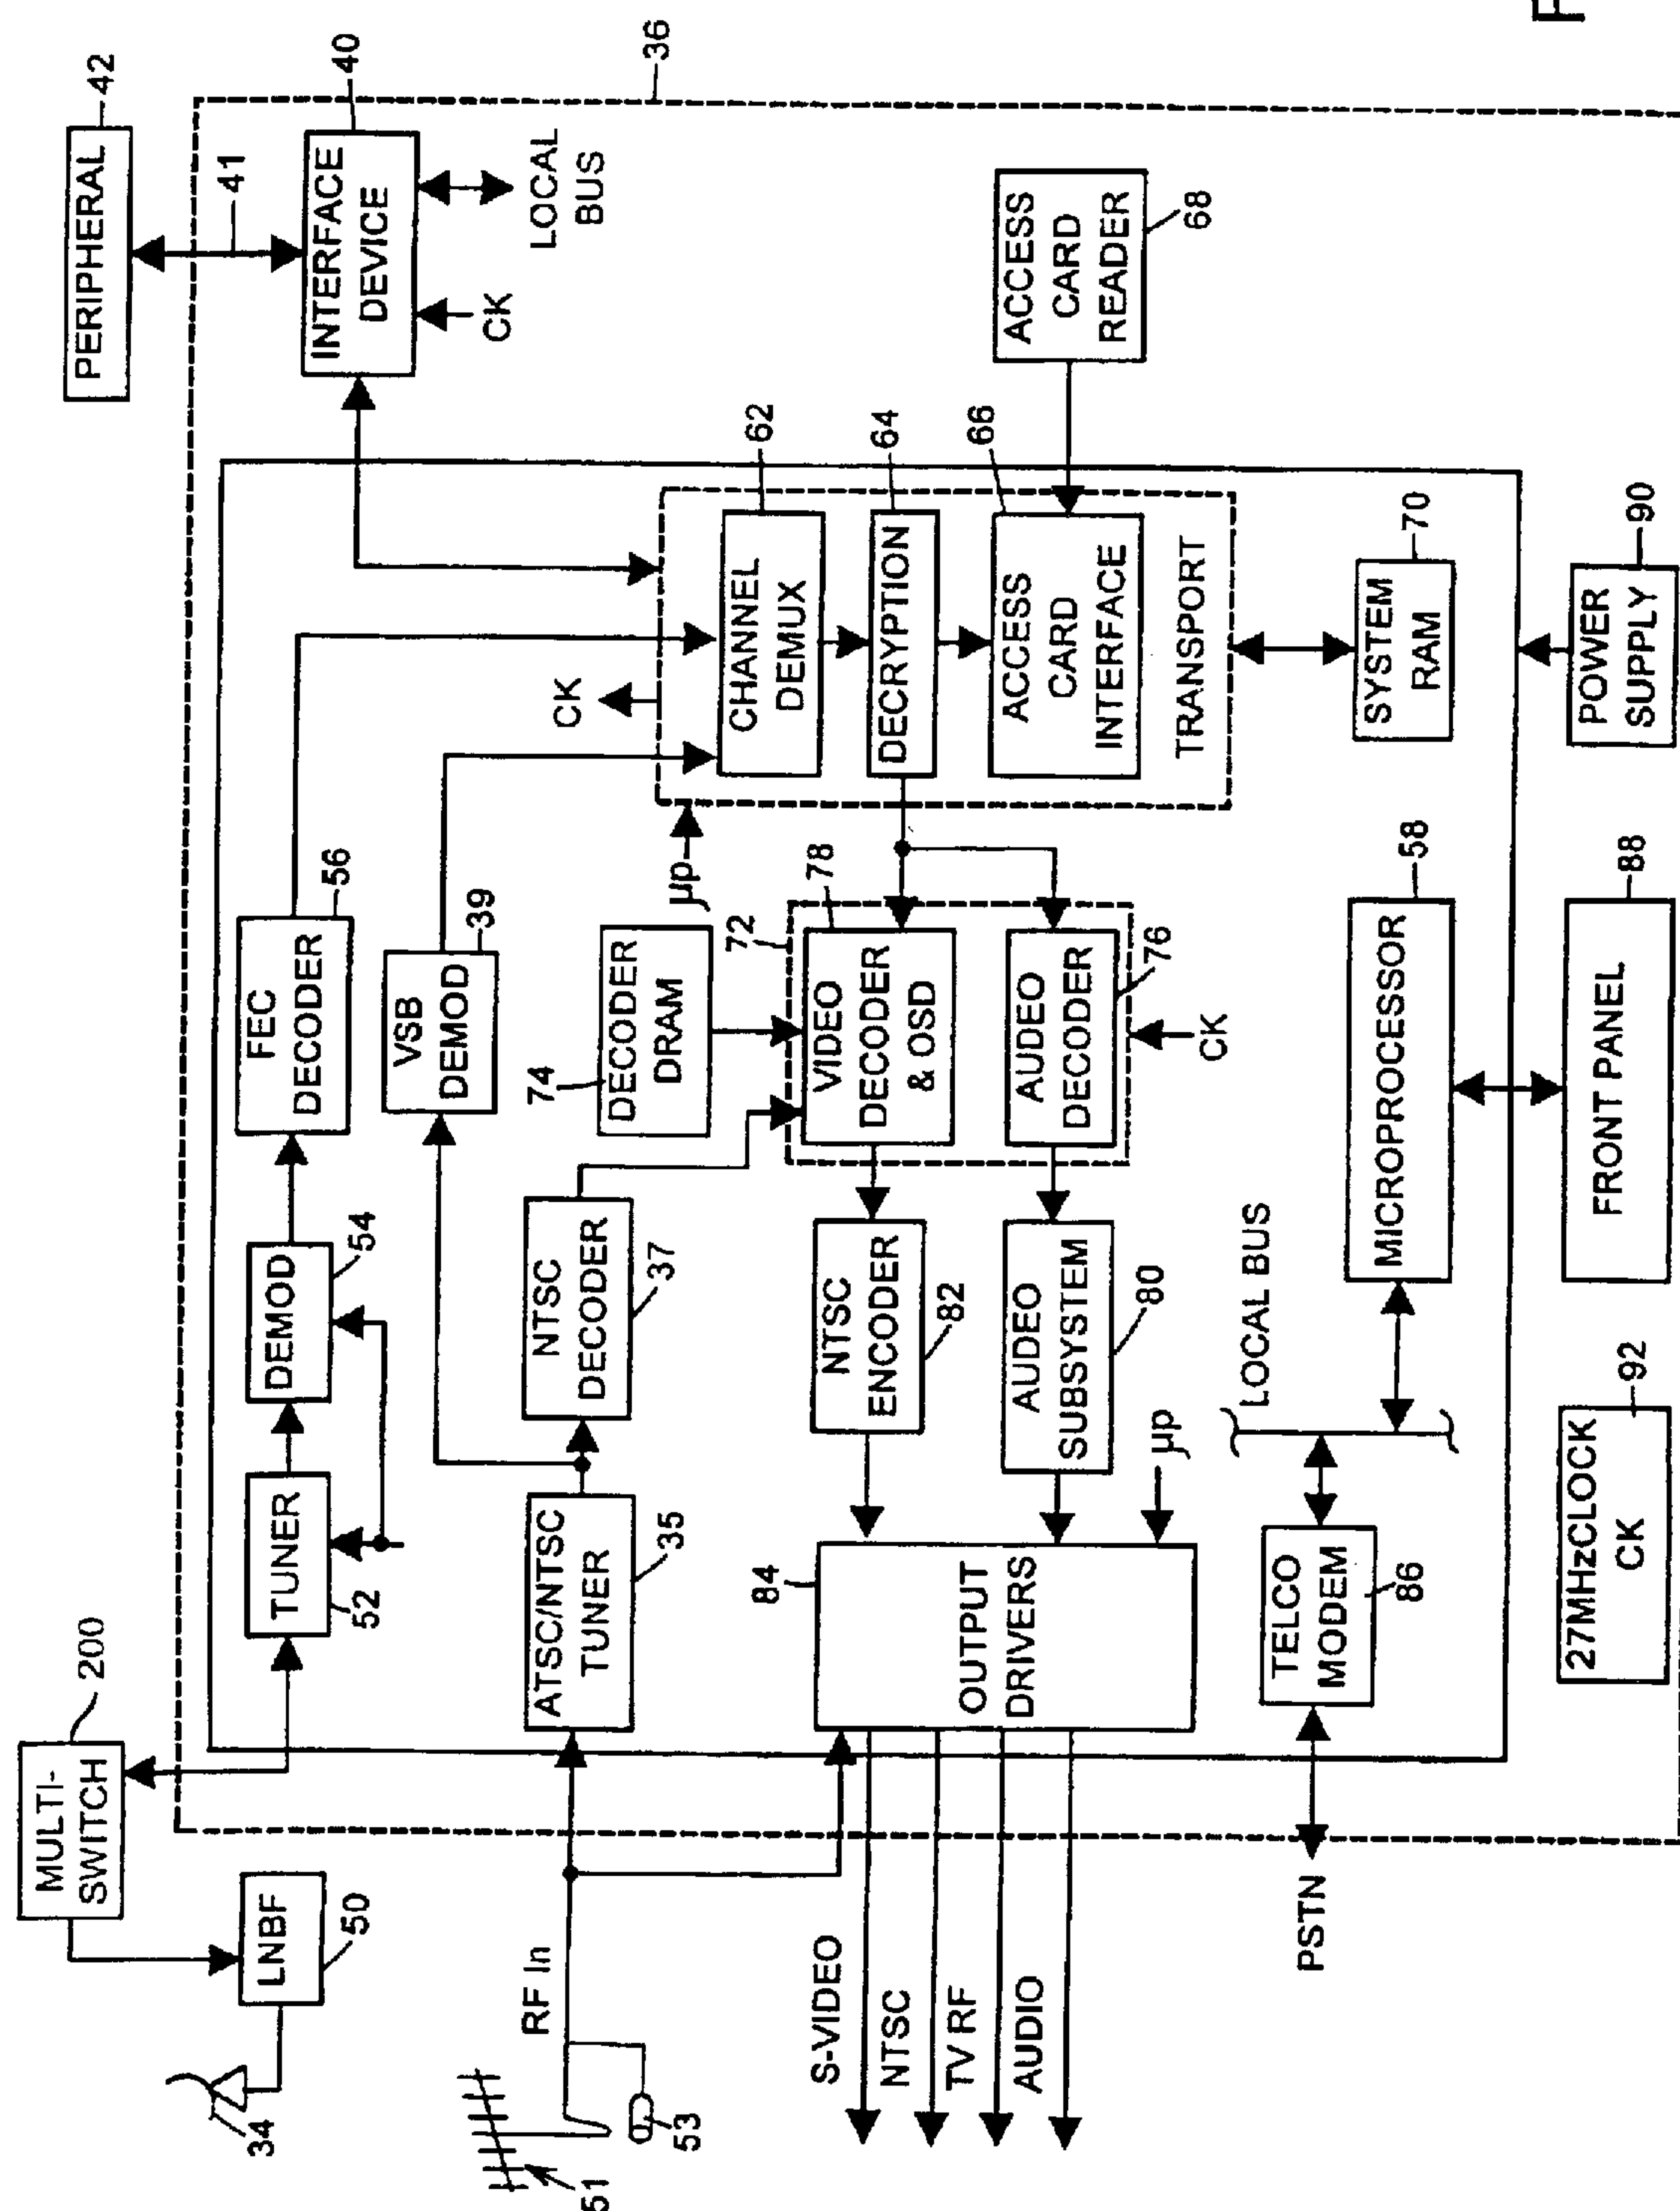 MULTI-
SWITCH
200
LNBF
50
34
TUNER
52
DEMOD
54
FEC
DECODER
56
PERIPHERAL
42
41
INTERFACE
DEVICE
40
36
LOCAL
BUS
CK
VSB
DEMOD
39
RF In
51
53
ATSC/NTSC
TUNER
35
NTSC
DECODER
37
DECODER
DRAM
74
CK
µp
CHANNEL
DEMUX
62
DECRYPTION
64
ACCESS
CARD
INTERFACE
66
TRANSPORT
ACCESS
CARD
READER
68
72
VIDEO
DECODER
& OSD
78
AUDEO
DECODER
76
CK
NTSC
ENCODER
82
AUDEO
SUBSYSTEM
80
µp
OUTPUT
DRIVERS
84
S-VIDEO
NTSC
TV RF
AUDIO
PSTN
TELCO
MODEM
86
LOCAL BUS
MICROPROCESSOR
58
SYSTEM
RAM
70
27MHzCLOCK
CK
92
FRONT PANEL
88
POWER
SUPPLY
90
F